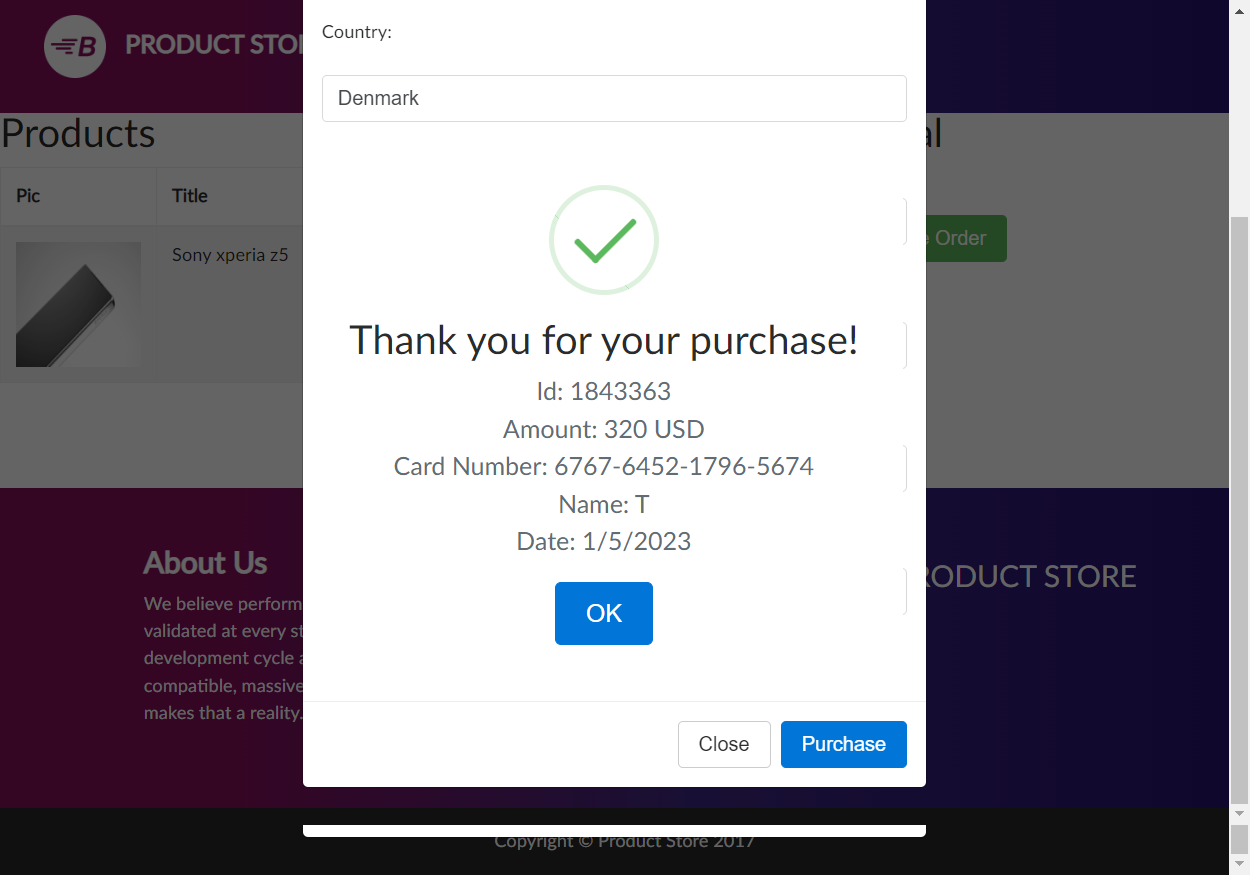 B PRODUCT STO
Country:
Denmark
Products
al
Pic Title
Sony xperia z5
e Order
Thank you for your purchase!
Id: 1843363
Amount: 320 USD
Card Number: 6767-6452-1796-5674
Name: T
Date: 1/5/2023
OK
About Us
We believe perform
validated at every st
development cycle a
compatible, massive
makes that a reality.
RODUCT STORE
Close Purchase
Copyright © Product Store 2017